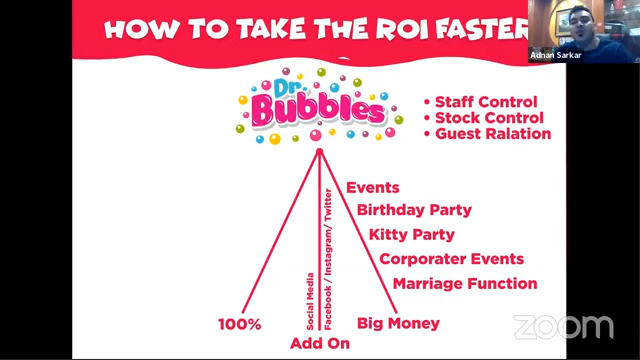 HOW TO TAKE THE ROI FASTER
Adnan Sarkar
Dr.
Bubbles
• Staff Control
• Stock Control
• Guest Ralation
Events
Birthday Party
Kitty Party
Corporater Events
Marriage Function
Social Media
Facebook / Instagram/ Twitter
100%
Big Money
Add On
zoom